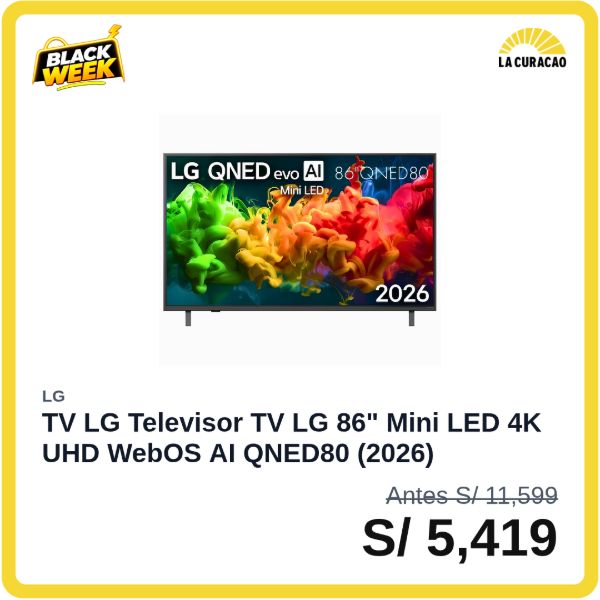 BLACK
WEEK
LA CURACAO
LG QNED evo AI 86"QNED80
Mini LED
2026
LG
TV LG Televisor TV LG 86" Mini LED 4K
UHD WebOS AI QNED80 (2026)
Antes S/ 11,599
S/ 5,419